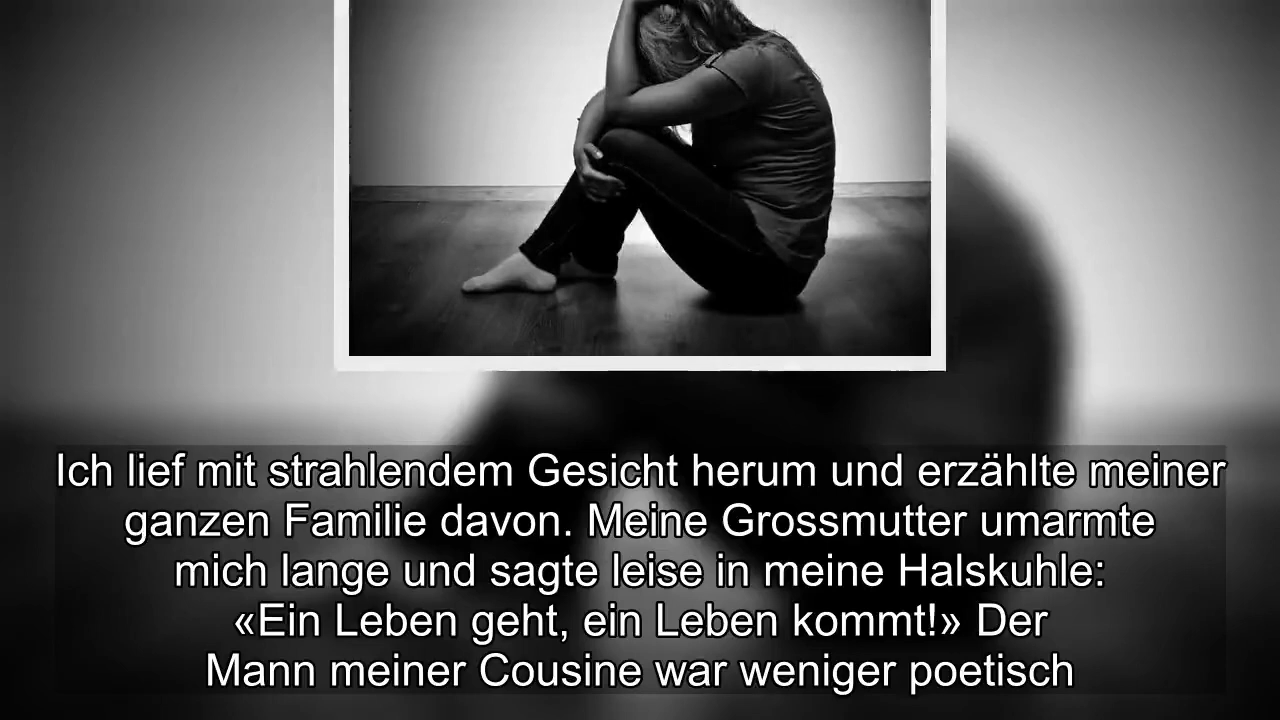 Ich lief mit strahlendem Gesicht herum und erzählte meiner
ganzen Familie davon. Meine Grossmutter umarmte
mich lange und sagte leise in meine Halskuhle:
«Ein Leben geht, ein Leben kommt!» Der
Mann meiner Cousine war weniger poetisch